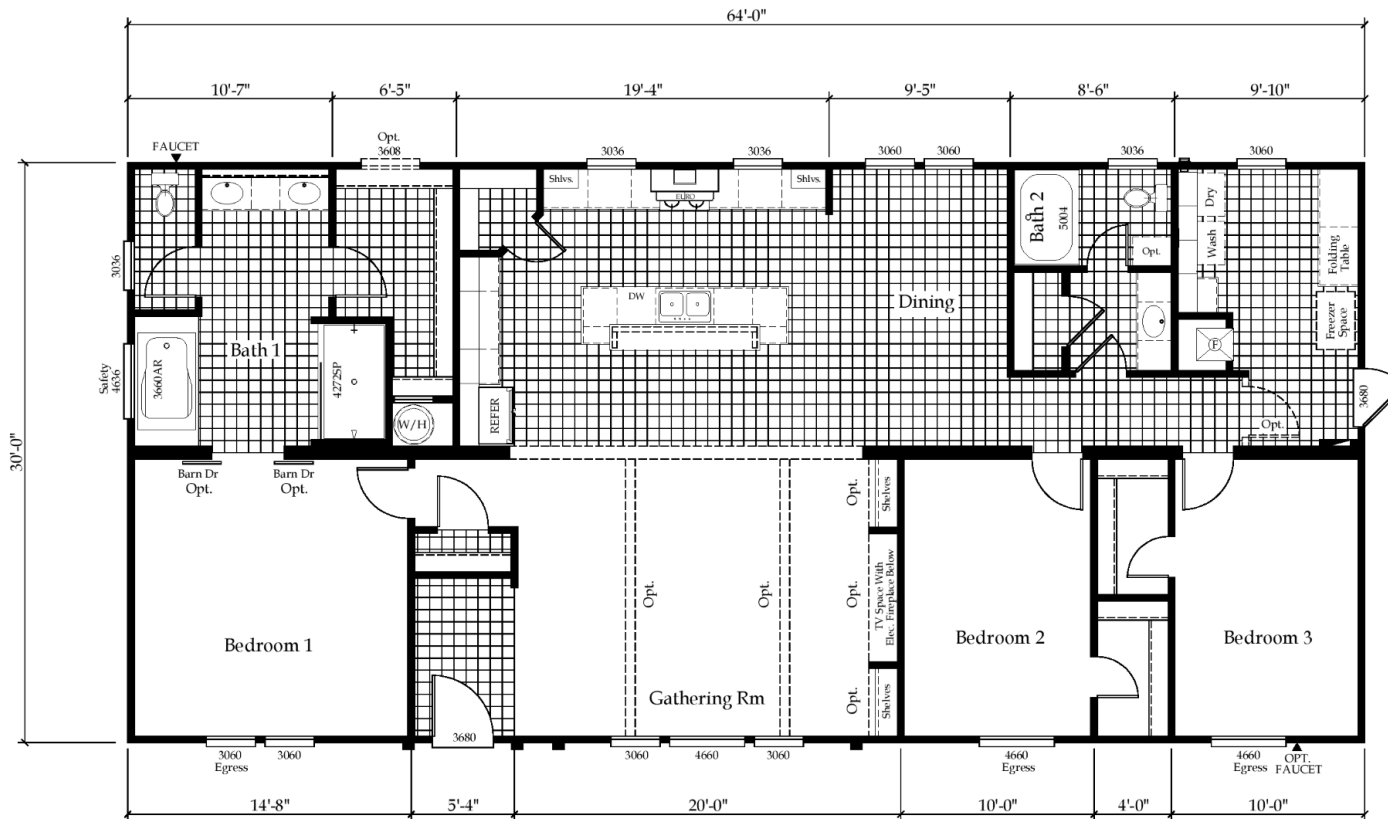 64'-0"
10'-7"
6'-5"
19'-4"
9'-5"
8'-6"
9'-10"
FAUCET
Opt.
3608
3036
3036
3060
3060
3036
3060
Shlvs.
EURO
Shlvs.
Bath 2
5004
Opt.
Dry
Wash
Folding
Table
Freezer
Space
3036
DW
Dining
F
Safety
4636
3660AR
Bath 1
4272SP
W/H
REFER
3680
Opt.
30'-0"
Barn Dr
Opt.
Barn Dr
Opt.
Opt.
Shelves
Opt.
Opt.
Opt.
TV Space With
Elec. Fireplace Below
Bedroom 1
Bedroom 2
Bedroom 3
Gathering Rm
Opt.
Shelves
3680
3060
Egress
3060
3060
4660
3060
4660
Egress
4660
Egress
OPT.
FAUCET
14'-8"
5'-4"
20'-0"
10'-0"
4'-0"
10'-0"